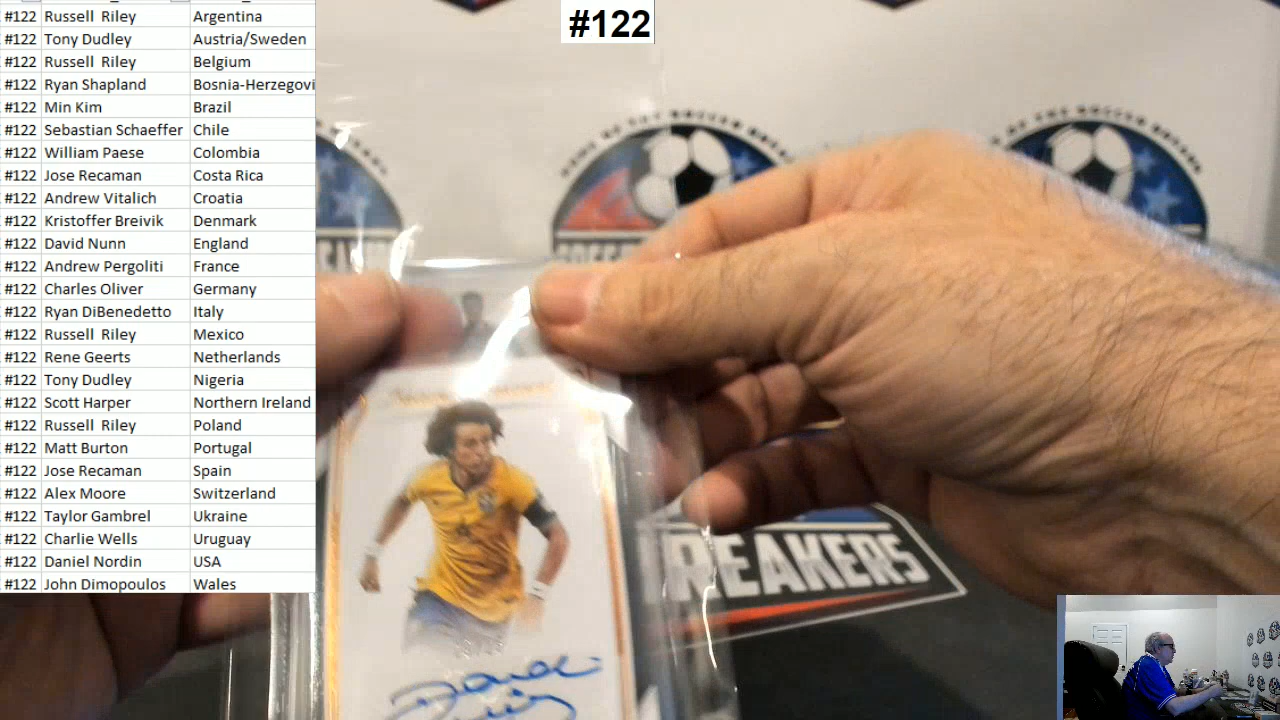 #122
#122 Russell Riley Argentina
#122 Tony Dudley Austria/Sweden
#122 Russell Riley Belgium
#122 Ryan Shapland Bosnia-Herzegovi
#122 Min Kim Brazil
#122 Sebastian Schaeffer Chile
#122 William Paese Colombia
#122 Jose Recaman Costa Rica
#122 Andrew Vitalich Croatia
#122 Kristoffer Breivik Denmark
#122 David Nunn England
#122 Andrew Pergoliti France
#122 Charles Oliver Germany
#122 Ryan DiBenedetto Italy
#122 Russell Riley Mexico
#122 Rene Geerts Netherlands
#122 Tony Dudley Nigeria
#122 Scott Harper Northern Ireland
#122 Russell Riley Poland
#122 Matt Burton Portugal
#122 Jose Recaman Spain
#122 Alex Moore Switzerland
#122 Taylor Gambrel Ukraine
#122 Charlie Wells Uruguay
#122 Daniel Nordin USA
#122 John Dimopoulos Wales
REAKERS